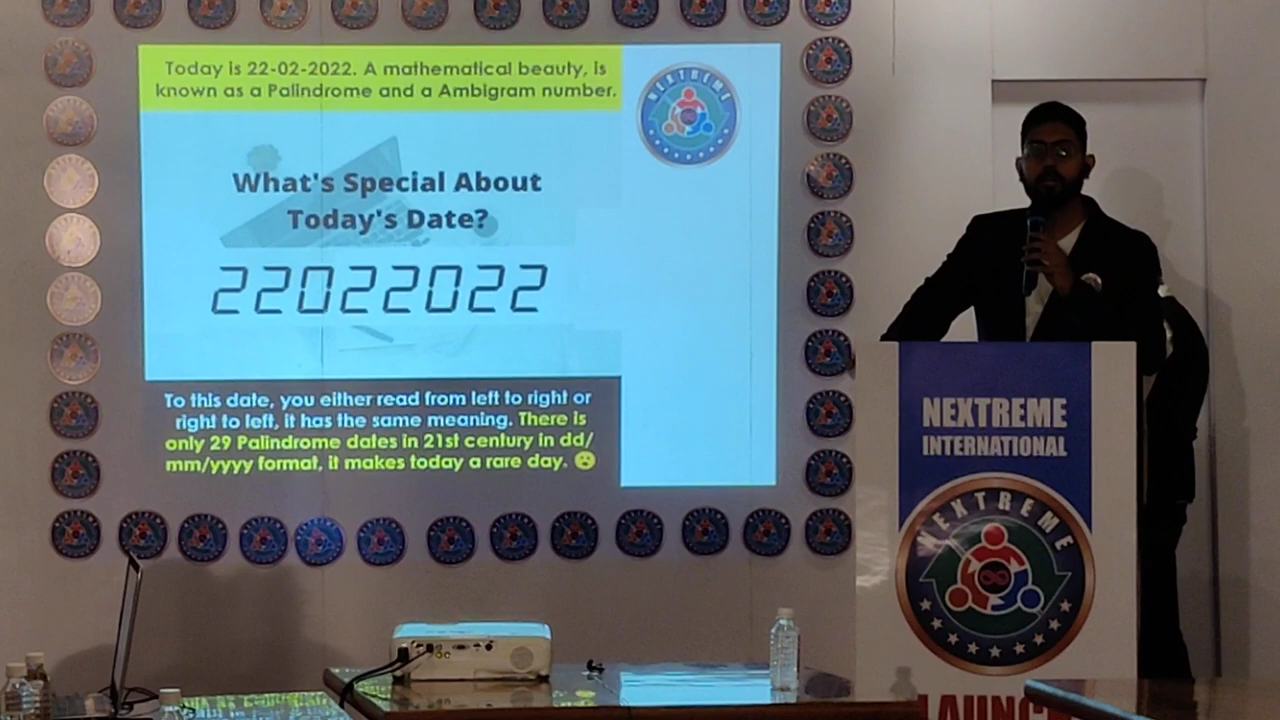 Today is 22-02-2022. A mathematical beauty, is
known as a Palindrome and a Ambigram number.
NEXTREME
What's Special About
Today's Date?
22022022
To this date, you either read from left to right or
right to left, it has the same meaning. There is
only 29 Palindrome dates in 21st century in dd/
mm/yyyy format, it makes today a rare day. 😮
NEXTREME
INTERNATIONAL
NEXTREME
LAUNCH